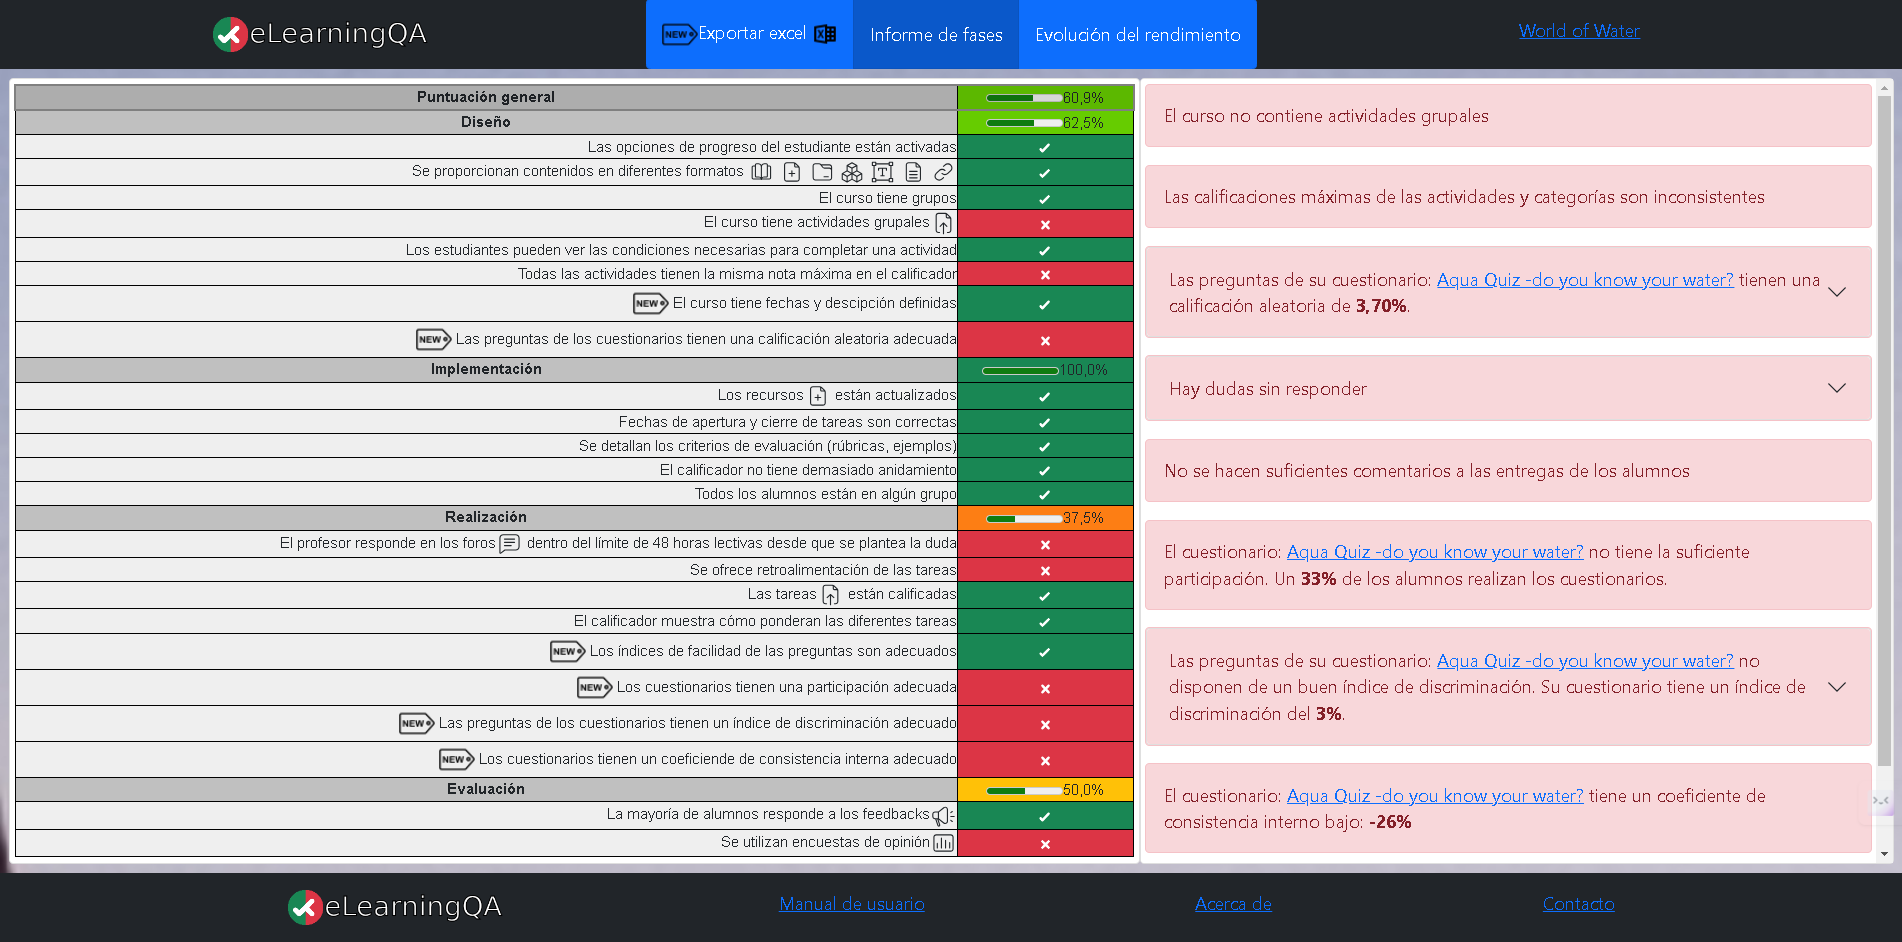 eLearningQA
NEW Exportar excel
Informe de fases
Evolución del rendimiento
World of Water
Puntuación general 60,9%
Diseño 62,5%
Las opciones de progreso del estudiante están activadas
Se proporcionan contenidos en diferentes formatos
El curso tiene grupos
El curso tiene actividades grupales
Los estudiantes pueden ver las condiciones necesarias para completar una actividad
Todas las actividades tienen la misma nota máxima en el calificador
NEW El curso tiene fechas y descipción definidas
NEW Las preguntas de los cuestionarios tienen una calificación aleatoria adecuada
Implementación 100,0%
Los recursos están actualizados
Fechas de apertura y cierre de tareas son correctas
Se detallan los criterios de evaluación (rúbricas, ejemplos)
El calificador no tiene demasiado anidamiento
Todos los alumnos están en algún grupo
Realización 37,5%
El profesor responde en los foros dentro del límite de 48 horas lectivas desde que se plantea la duda
Se ofrece retroalimentación de las tareas
Las tareas están calificadas
El calificador muestra cómo ponderan las diferentes tareas
NEW Los índices de facilidad de las preguntas son adecuados
NEW Los cuestionarios tienen una participación adecuada
NEW Las preguntas de los cuestionarios tienen un índice de discriminación adecuado
NEW Los cuestionarios tienen un coeficiende de consistencia interna adecuado
Evaluación 50,0%
La mayoría de alumnos responde a los feedbacks
Se utilizan encuestas de opinión
El curso no contiene actividades grupales
Las calificaciones máximas de las actividades y categorías son inconsistentes
Las preguntas de su cuestionario: Aqua Quiz -do you know your water? tienen una
calificación aleatoria de 3,70%.
Hay dudas sin responder
No se hacen suficientes comentarios a las entregas de los alumnos
El cuestionario: Aqua Quiz -do you know your water? no tiene la suficiente
participación. Un 33% de los alumnos realizan los cuestionarios.
Las preguntas de su cuestionario: Aqua Quiz -do you know your water? no
disponen de un buen índice de discriminación. Su cuestionario tiene un índice de
discriminación del 3%.
El cuestionario: Aqua Quiz -do you know your water? tiene un coeficiente de
consistencia interno bajo: -26%
eLearningQA
Manual de usuario
Acerca de
Contacto